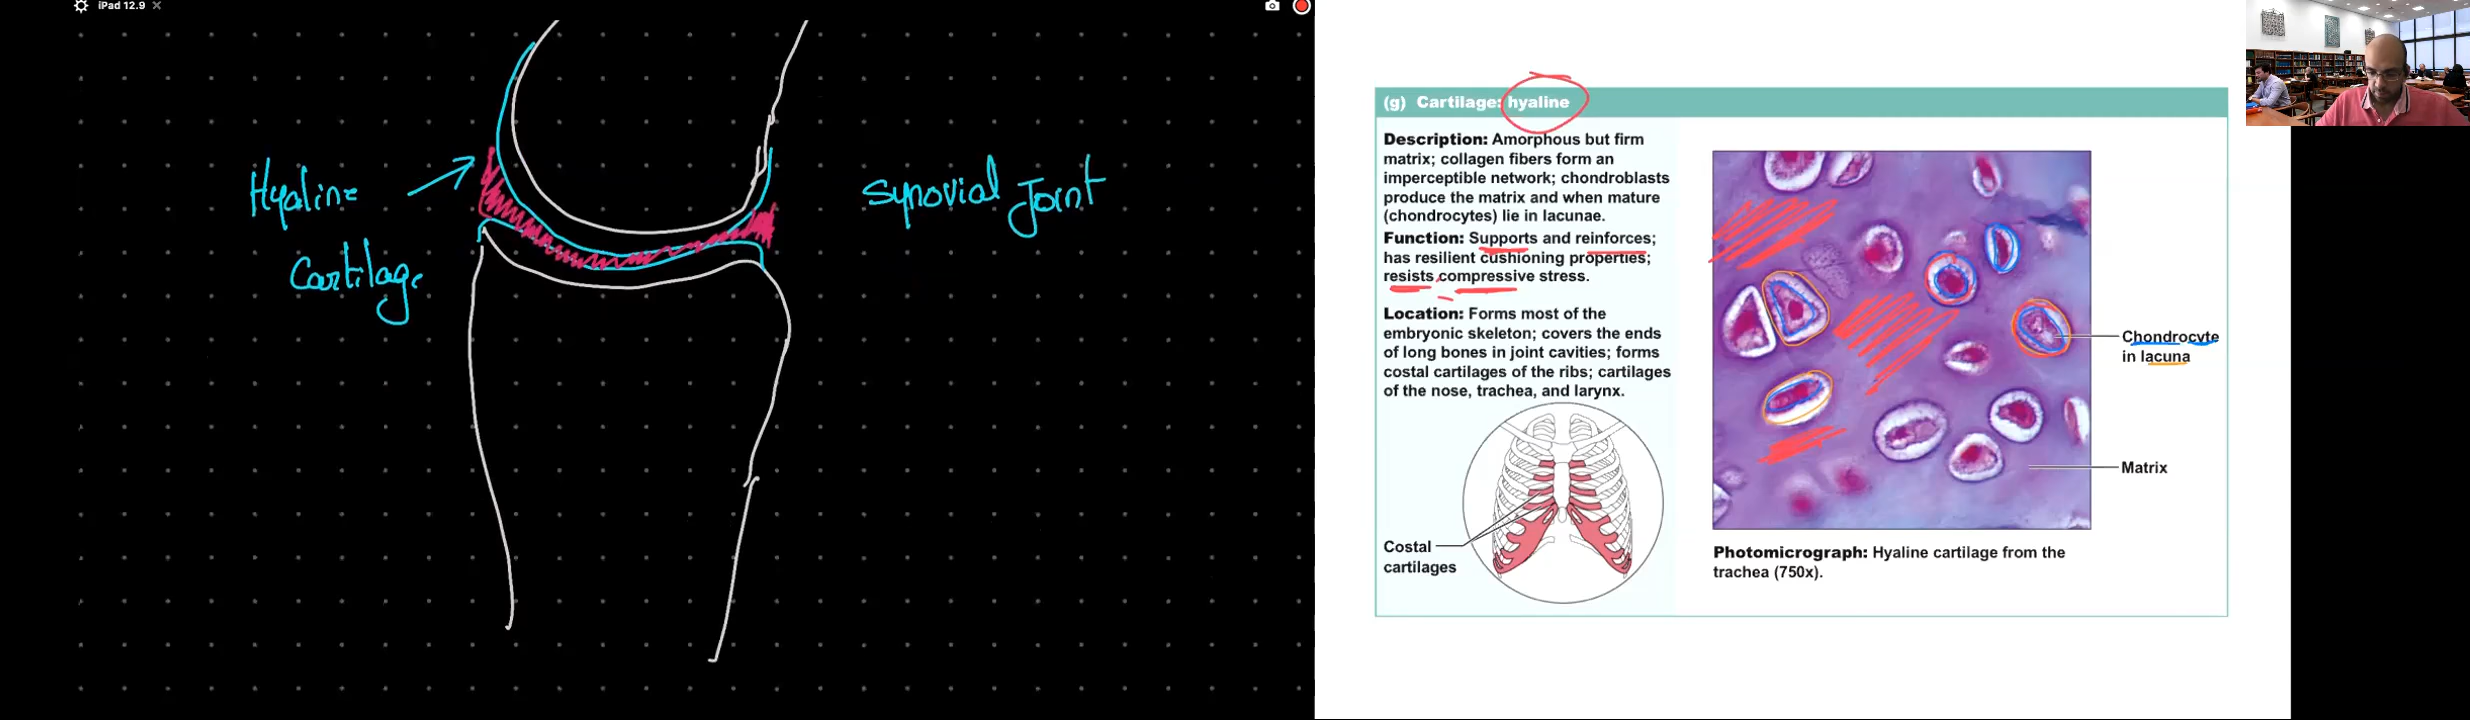 iPad 12.9
Hyaline
Cartilage
Synovial Joint
(g) Cartilage: hyaline
Description: Amorphous but firm
matrix; collagen fibers form an
imperceptible network; chondroblasts
produce the matrix and when mature
(chondrocytes) lie in lacunae.
Function: Supports and reinforces;
has resilient cushioning properties;
resists compressive stress.
Location: Forms most of the
embryonic skeleton; covers the ends
of long bones in joint cavities; forms
costal cartilages of the ribs; cartilages
of the nose, trachea, and larynx.
Costal
cartilages
Chondrocyte
in lacuna
Matrix
Photomicrograph: Hyaline cartilage from the
trachea (750x).